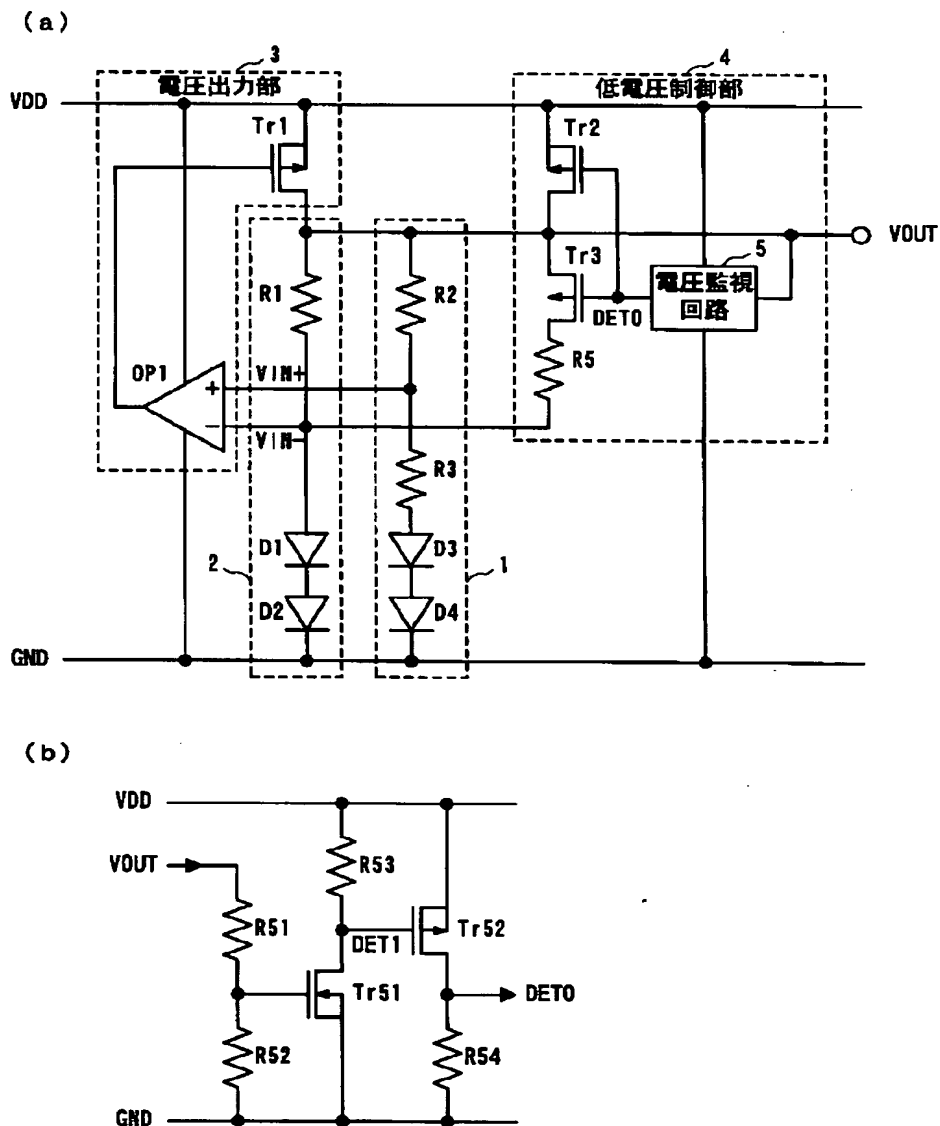 (a)
3
電圧出力部
4
低電圧制御部
VDD
Tr1
Tr2
VOUT
5
Tr3
電圧監視
回路
DET0
R1
R2
R5
OP1
VIN+
+
-
VIN-
R3
2
D1
D3
1
D2
D4
GND
(b)
VDD
VOUT
R53
R51
DET1
Tr52
Tr51
DET0
R52
R54
GND